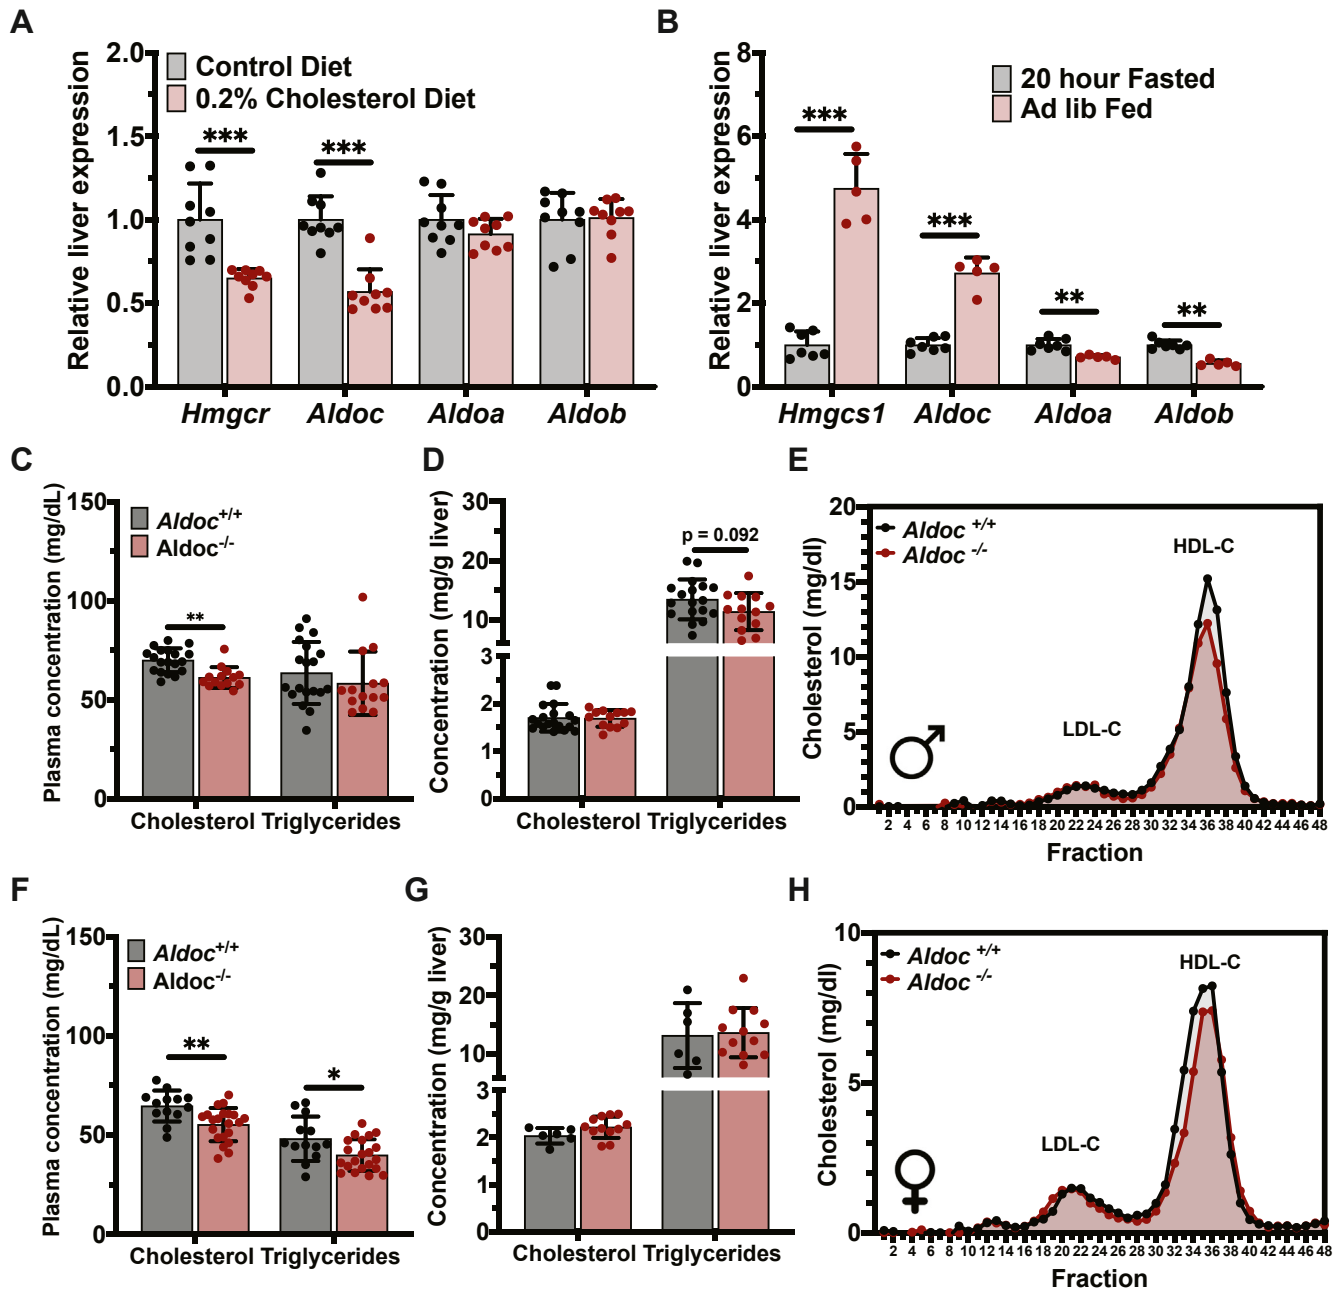 A
Relative liver expression
2.0
1.5
1.0
0.5
0.0
Control Diet
0.2% Cholesterol Diet
***
***
Hmgcr Aldoc Aldoa Aldob
B
Relative liver expression
8
6
4
2
0
20 hour Fasted
Ad lib Fed
***
***
**
**
Hmgcs1 Aldoc Aldoa Aldob
C
Plasma concentration (mg/dL)
150
100
50
0
Aldoc+/+
Aldoc-/-
**
Cholesterol Triglycerides
D
Concentration (mg/g liver)
30
20
10
3
2
1
0
p = 0.092
Cholesterol Triglycerides
E
Cholesterol (mg/dl)
20
15
10
5
0
Aldoc +/+
Aldoc -/-
HDL-C
LDL-C
♂
2 4 6 8 10 12 14 16 18 20 22 24 26 28 30 32 34 36 38 40 42 44 46 48
Fraction
F
Plasma concentration (mg/dL)
150
100
50
0
Aldoc+/+
Aldoc-/-
**
*
Cholesterol Triglycerides
G
Concentration (mg/g liver)
30
20
10
3
2
1
0
Cholesterol Triglycerides
H
Cholesterol (mg/dl)
10
5
0
Aldoc +/+
Aldoc -/-
HDL-C
LDL-C
♀
2 4 6 8 10 12 14 16 18 20 22 24 26 28 30 32 34 36 38 40 42 44 46 48
Fraction